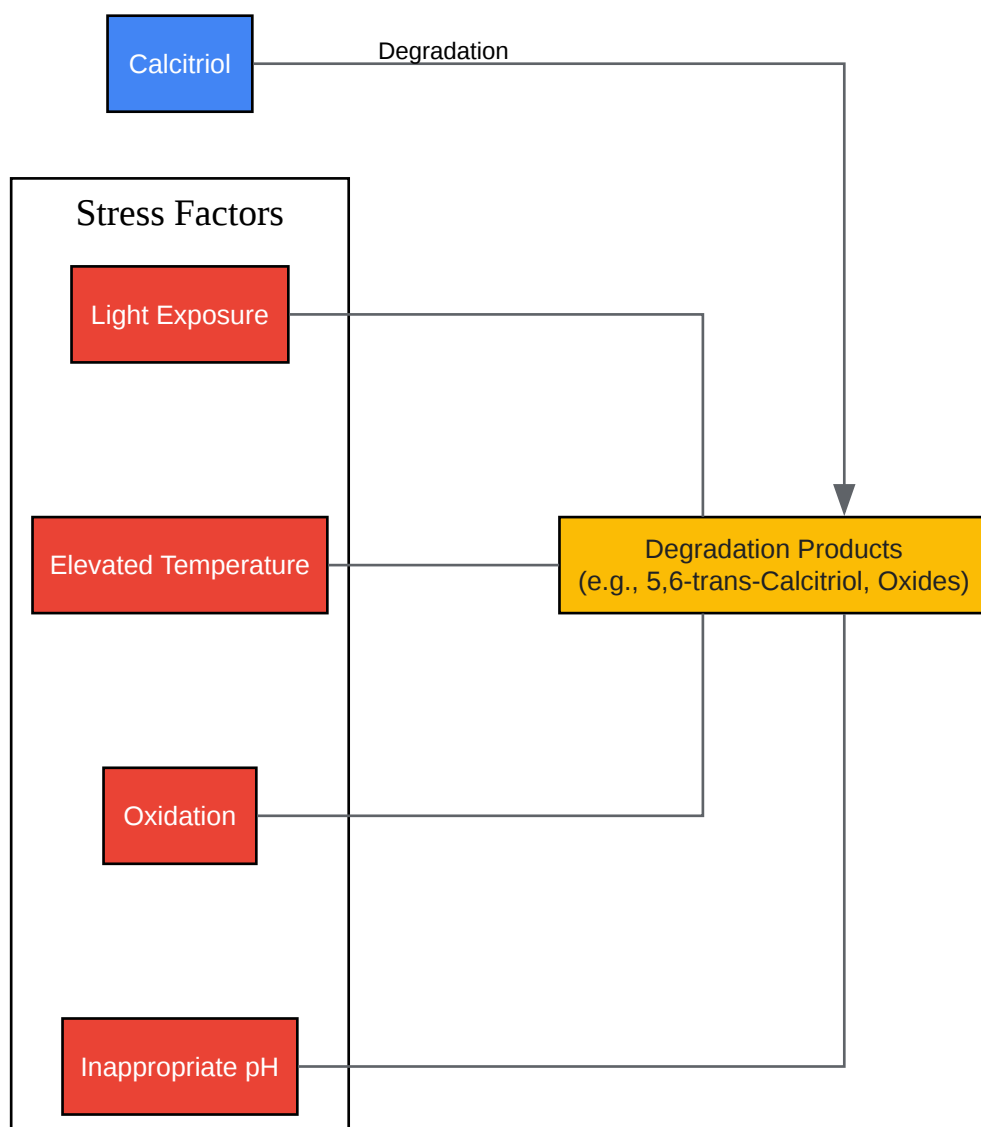 Calcitriol
Degradation
Stress Factors
Light Exposure
Elevated Temperature
Degradation Products
(e.g., 5,6-trans-Calcitriol, Oxides)
Oxidation
Inappropriate pH